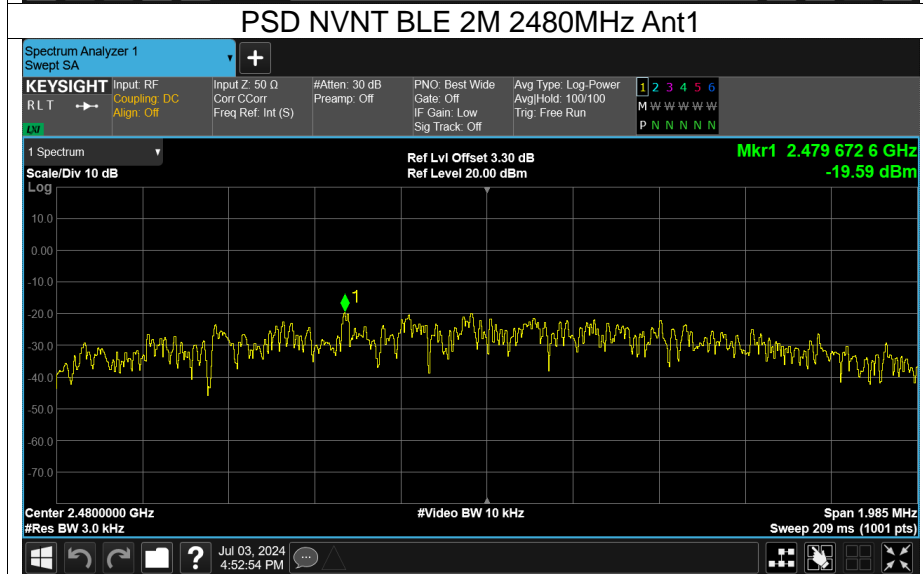 PSD NVNT BLE 2M 2480MHz Ant1
Spectrum Analyzer 1
Swept SA
+
KEYSIGHT
RLT
LXI
Input: RF
Coupling: DC
Align: Off
Input Z: 50 Ω
Corr CCorr
Freq Ref: Int (S)
#Atten: 30 dB
Preamp: Off
PNO: Best Wide
Gate: Off
IF Gain: Low
Sig Track: Off
Avg Type: Log-Power
Avg|Hold: 100/100
Trig: Free Run
1 2 3 4 5 6
M W W W W W
P N N N N N
1 Spectrum
Scale/Div 10 dB
Log
Ref Lvl Offset 3.30 dB
Ref Level 20.00 dBm
Mkr1 2.479 672 6 GHz
-19.59 dBm
10.0
0.00
-10.0
-20.0
-30.0
-40.0
-50.0
-60.0
-70.0
1
Center 2.4800000 GHz
#Res BW 3.0 kHz
#Video BW 10 kHz
Span 1.985 MHz
Sweep 209 ms (1001 pts)
?
Jul 03, 2024
4:52:54 PM